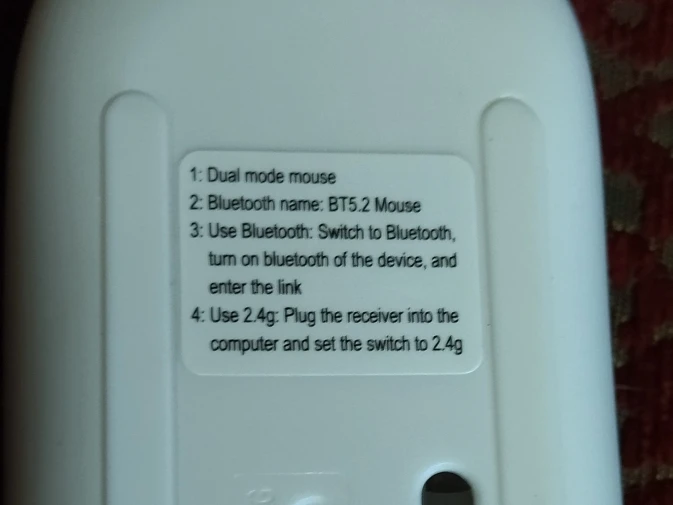 1: Dual mode mouse
2: Bluetooth name: BT5.2 Mouse
3: Use Bluetooth: Switch to Bluetooth,
turn on bluetooth of the device, and
enter the link
4: Use 2.4g: Plug the receiver into the
computer and set the switch to 2.4g